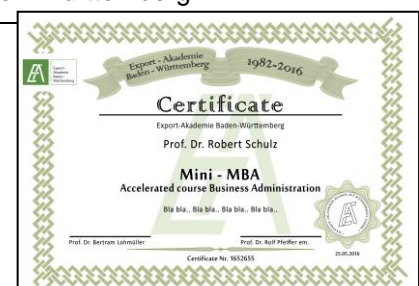 Export - Akademie
Baden - Württemberg
1982-2016
Certificate
Export-Akademie Baden-Württemberg
Prof. Dr. Robert Schulz
Mini - MBA
Accelerated course Business Administration
Bla bla.. Bla bla.. Bla bla.. Bla bla..
Prof. Dr. Bertram Lohmüller
Prof. Dr. Rolf Pfeiffer em.
Certificate Nr. 1652655
25.05.2016